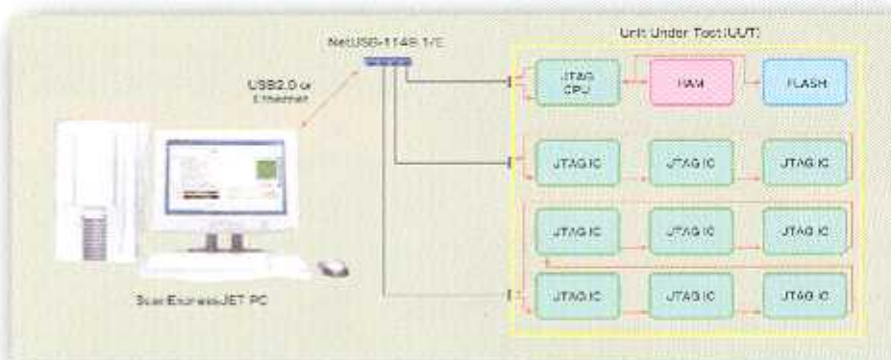 Unit Under Test(UUT)
NetUSB-1149.1/E
USB2.0 or
Ethernet
JTAG
CPU
RAM
FLASH
JTAG IC
JTAG IC
JTAG IC
JTAG IC
JTAG IC
JTAG IC
JTAG IC
JTAG IC
JTAG IC
ScanExpressJET PC